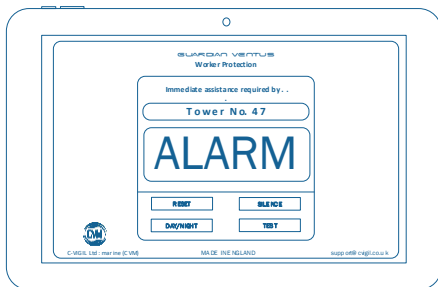 GUARDIAN VENTUS
Worker Protection
Immediate assistance required by . .
.
Tower No. 47
ALARM
RESET SILENCE
DAY/NIGHT TEST
CVM
C-VIGIL Ltd : marine (CVM) MADE IN ENGLAND support@cvigil.co.uk